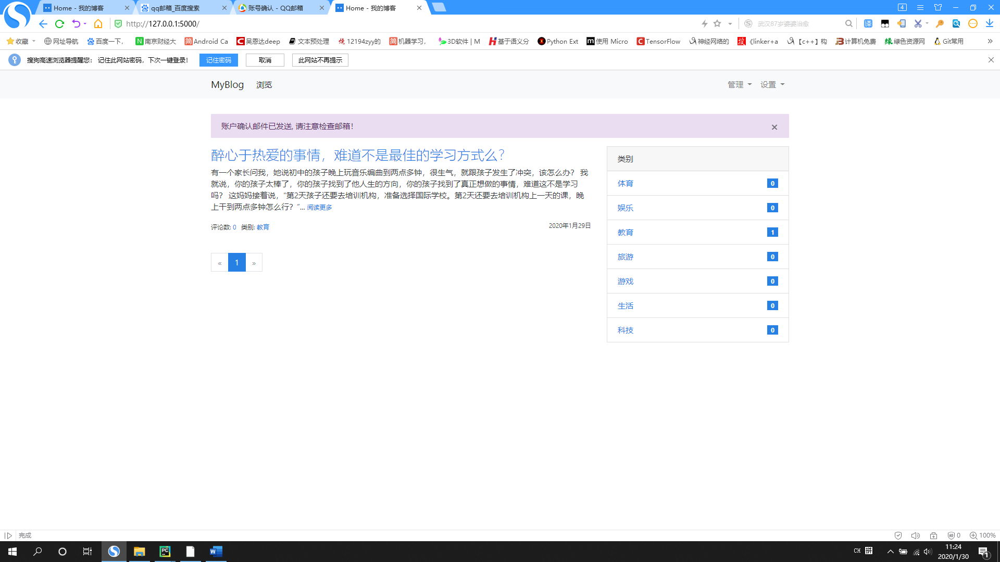 Home - 我的博客
qq邮箱_百度搜索
账号确认 - QQ邮箱
Home - 我的博客
4
http://127.0.0.1:5000/
武汉87岁婆婆治愈
译
收藏
网址导航
百度一下,
南京财经大
Android Ca
吴恩达deep
文本预处理
12194zyy的
机器学习,
3D软件 | M
基于语义分
Python Ext
使用 Micro
TensorFlow
神经网络的
《linker+a
【c++】构
计算机免费
绿色资源网
Git常用
»
搜狗高速浏览器提醒您： 记住此网站密码，下次一键登录！
记住密码
取消
此网站不再提示
MyBlog 浏览
管理
设置
账户确认邮件已发送, 请注意检查邮箱！
×
醉心于热爱的事情，难道不是最佳的学习方式么？
有一个家长问我，她说初中的孩子晚上玩音乐编曲到两点多钟，很生气，就跟孩子发生了冲突，该怎么办？ 我
就说，你的孩子太棒了，你的孩子找到了他人生的方向，你的孩子找到了真正想做的事情，难道这不是学习
吗？ 这妈妈接着说，“第2天孩子还要去培训机构，准备选择国际学校。第2天还要去培训机构上一天的课，晚
上干到两点多钟怎么行？”... 阅读更多
评论数: 0 类别: 教育
2020年1月29日
« 1 »
类别
体育 0
娱乐 0
教育 1
旅游 0
游戏 0
生活 0
科技 0
完成
0
100%
CH 拼
11:24
2020/1/30
1